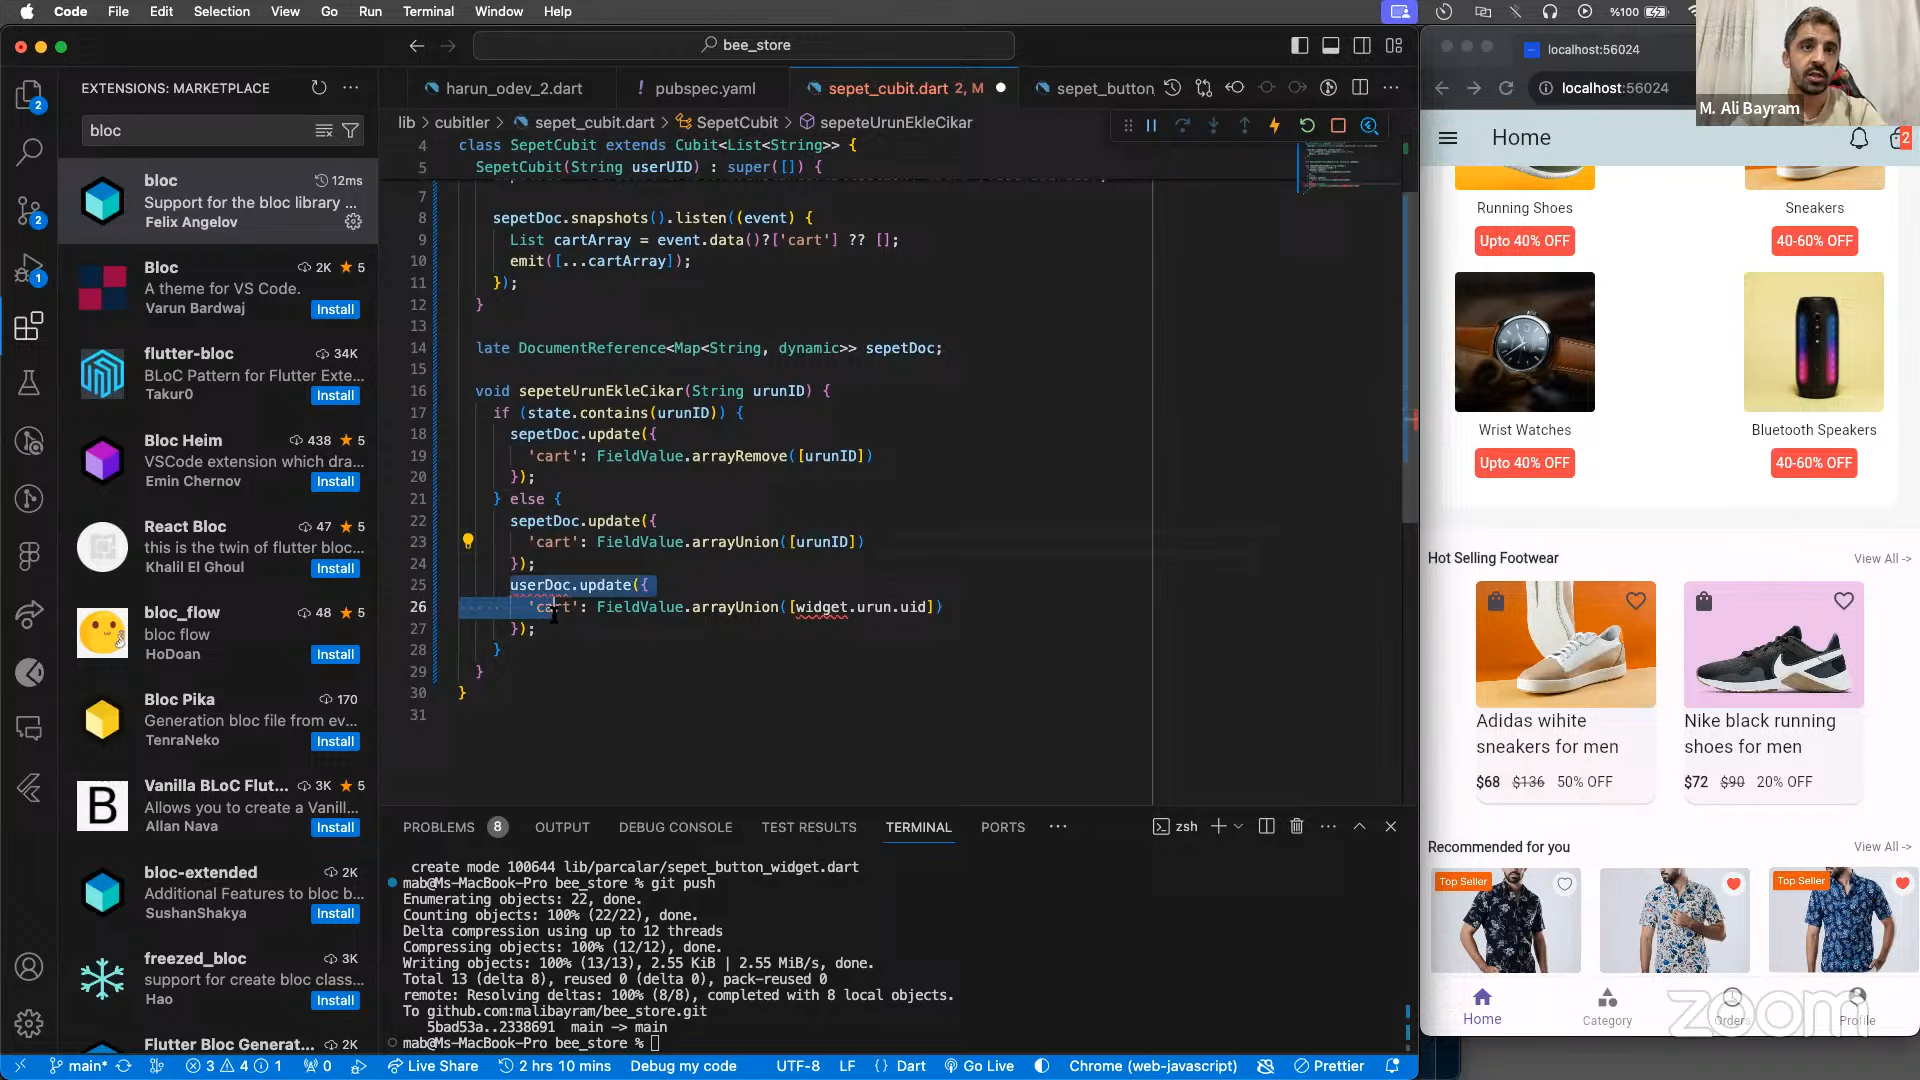 Code File Edit Selection View Go Run Terminal Window Help
%100
bee_store
EXTENSIONS: MARKETPLACE
bloc
bloc 12ms
Support for the bloc library ...
Felix Angelov
Bloc 2K 5
A theme for VS Code.
Varun Bardwaj Install
flutter-bloc 34K
BLoC Pattern for Flutter Exte...
Takur0 Install
Bloc Heim 438 5
VSCode extension which dra...
Emin Chernov Install
React Bloc 47 5
this is the twin of flutter bloc...
Khalil El Ghoul Install
bloc_flow 48 5
bloc flow
HoDoan Install
Bloc Pika 170
Generation bloc file from ev...
TenraNeko Install
Vanilla BLoC Flut... 3K 5
Allows you to create a Vanill...
Allan Nava Install
bloc-extended 2K
Additional Features to bloc b...
SushanShakya Install
freezed_bloc 3K
support for create bloc class...
Hao Install
Flutter Bloc Generat... 2K
2
2
1
harun_odev_2.dart
pubspec.yaml
sepet_cubit.dart 2, M
sepet_button
lib > cubitler > sepet_cubit.dart > SepetCubit > sepeteUrunEkleCikar
4 class SepetCubit extends Cubit<List<String>> {
5 SepetCubit(String userUID) : super([]) {
7
8 sepetDoc.snapshots().listen((event) {
9 List cartArray = event.data()?['cart'] ?? [];
10 emit([...cartArray]);
11 });
12 }
13
14 late DocumentReference<Map<String, dynamic>> sepetDoc;
15
16 void sepeteUrunEkleCikar(String urunID) {
17 if (state.contains(urunID)) {
18 sepetDoc.update({
19 'cart': FieldValue.arrayRemove([urunID])
20 });
21 } else {
22 sepetDoc.update({
23 'cart': FieldValue.arrayUnion([urunID])
24 });
25 userDoc.update({
26 'cart': FieldValue.arrayUnion([widget.urun.uid])
27 });
28 }
29 }
30 }
31
PROBLEMS 8 OUTPUT DEBUG CONSOLE TEST RESULTS TERMINAL PORTS
zsh
create mode 100644 lib/parcalar/sepet_button_widget.dart
mab@Ms-MacBook-Pro bee_store % git push
Enumerating objects: 22, done.
Counting objects: 100% (22/22), done.
Delta compression using up to 12 threads
Compressing objects: 100% (12/12), done.
Writing objects: 100% (13/13), 2.55 KiB | 2.55 MiB/s, done.
Total 13 (delta 8), reused 0 (delta 0), pack-reused 0
remote: Resolving deltas: 100% (8/8), completed with 8 local objects.
To github.com:malibayram/bee_store.git
5bad53a..2338691 main -> main
mab@Ms-MacBook-Pro bee_store %
main* 3 4 1 0 Live Share 2 hrs 10 mins Debug my code UTF-8 LF {} Dart Go Live Chrome (web-javascript) Prettier
localhost:56024
localhost:56024
M. Ali Bayram
Home
2
Running Shoes
Sneakers
Upto 40% OFF
40-60% OFF
Wrist Watches
Bluetooth Speakers
Upto 40% OFF
40-60% OFF
Hot Selling Footwear
View All ->
Adidas wihite
sneakers for men
$68 $136 50% OFF
Nike black running
shoes for men
$72 $90 20% OFF
Recommended for you
View All ->
Top Seller
Top Seller
Home
Category
Orders
Profile
zoom